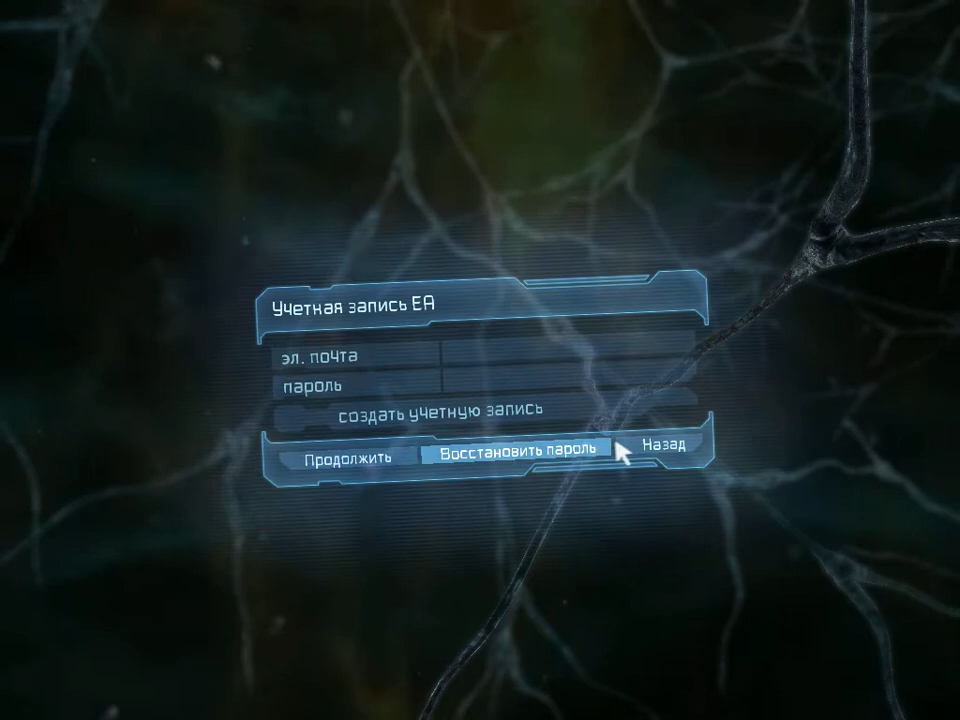 Учетная запись EA
эл. почта
пароль
создать учетную запись
Продолжить Восстановить пароль Назад